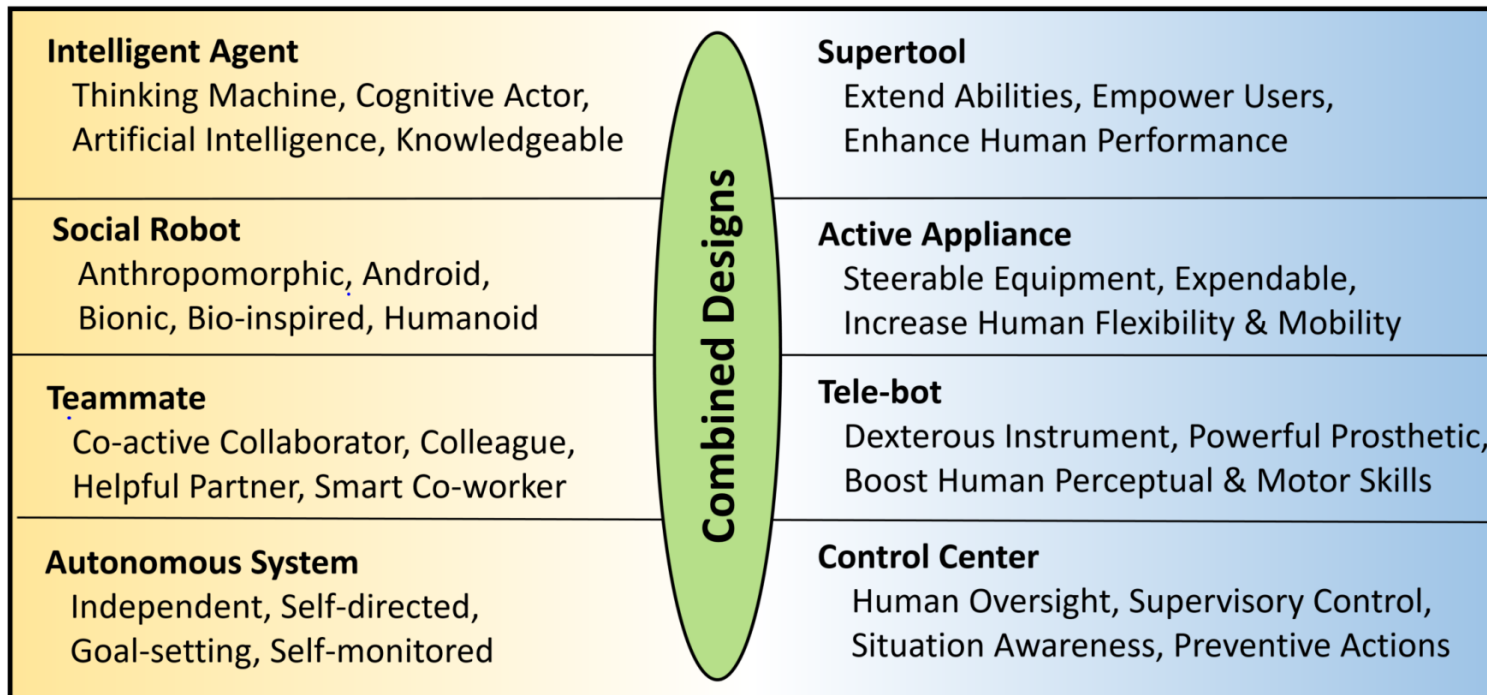 Intelligent Agent
Thinking Machine, Cognitive Actor,
Artificial Intelligence, Knowledgeable
Social Robot
Anthropomorphic, Android,
Bionic, Bio-inspired, Humanoid
Teammate
Co-active Collaborator, Colleague,
Helpful Partner, Smart Co-worker
Autonomous System
Independent, Self-directed,
Goal-setting, Self-monitored
Combined Designs
Supertool
Extend Abilities, Empower Users,
Enhance Human Performance
Active Appliance
Steerable Equipment, Expendable,
Increase Human Flexibility & Mobility
Tele-bot
Dexterous Instrument, Powerful Prosthetic,
Boost Human Perceptual & Motor Skills
Control Center
Human Oversight, Supervisory Control,
Situation Awareness, Preventive Actions